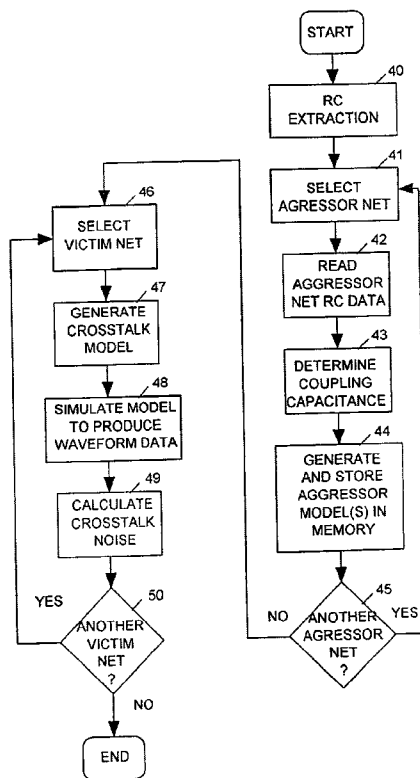 START
40
RC
EXTRACTION
41
SELECT
AGRESSOR NET
42
READ
AGGRESSOR
NET RC DATA
43
DETERMINE
COUPLING
CAPACITANCE
44
GENERATE
AND STORE
AGGRESSOR
MODEL(S) IN
MEMORY
45
ANOTHER
AGRESSOR
NET
?
NO
YES
46
SELECT
VICTIM NET
47
GENERATE
CROSSTALK
MODEL
48
SIMULATE MODEL
TO PRODUCE
WAVEFORM DATA
49
CALCULATE
CROSSTALK
NOISE
50
ANOTHER
VICTIM
NET
?
YES
NO
END